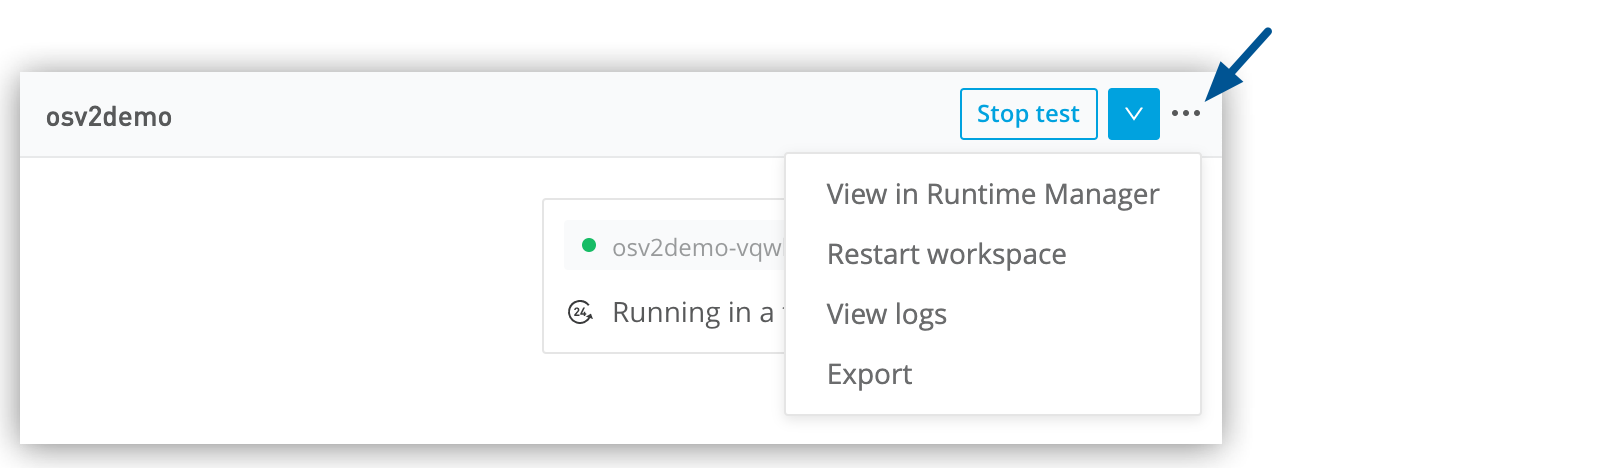 osv2demo
Stop test
View in Runtime Manager
osv2demo-vqw
Restart workspace
Running in a
24
View logs
Export